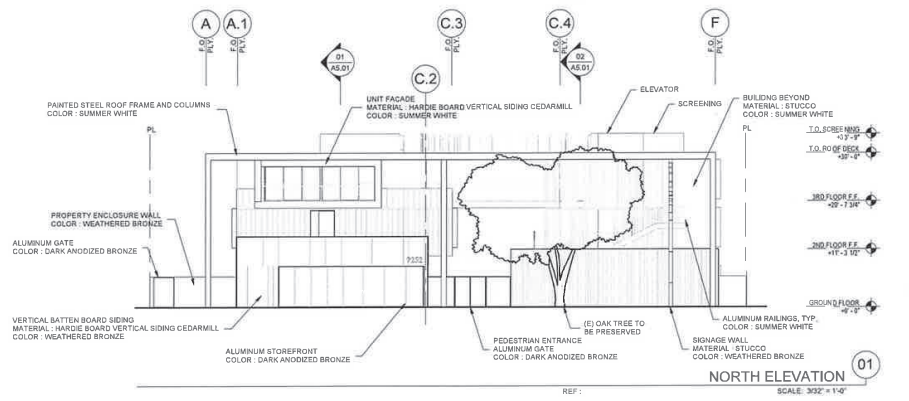 A
A.1
C.3
C.4
F
F.O.
PLY.
F.O.
PLY.
F.O.
PLY.
F.O.
PLY.
F.O.
PLY.
01
A5.01
02
A5.01
C.2
PAINTED STEEL ROOF FRAME AND COLUMNS
COLOR : SUMMER WHITE
UNIT FACADE
MATERIAL : HARDIE BOARD VERTICAL SIDING CEDARMILL
COLOR : SUMMER WHITE
ELEVATOR
SCREENING
BUILDING BEYOND
MATERIAL : STUCCO
COLOR : SUMMER WHITE
PL
PL
T.O. SCREENING
T.O. ROOF DECK
+30'- 0"
3RD FLOOR F.F.
+20'- 7 3/4"
2ND FLOOR F.F.
+11'- 3 1/2"
GROUND FLOOR
+0'- 0"
PROPERTY ENCLOSURE WALL
COLOR : WEATHERED BRONZE
ALUMINUM GATE
COLOR : DARK ANODIZED BRONZE
VERTICAL BATTEN BOARD SIDING
MATERIAL : HARDIE BOARD VERTICAL SIDING CEDARMILL
COLOR : WEATHERED BRONZE
ALUMINUM STOREFRONT
COLOR : DARK ANODIZED BRONZE
PEDESTRIAN ENTRANCE
ALUMINUM GATE
COLOR : DARK ANODIZED BRONZE
(E) OAK TREE TO
BE PRESERVED
SIGNAGE WALL
MATERIAL : STUCCO
COLOR : WEATHERED BRONZE
ALUMINUM RAILINGS, TYP.
COLOR : SUMMER WHITE
NORTH ELEVATION
01
REF :
SCALE: 3/32" = 1'-0"